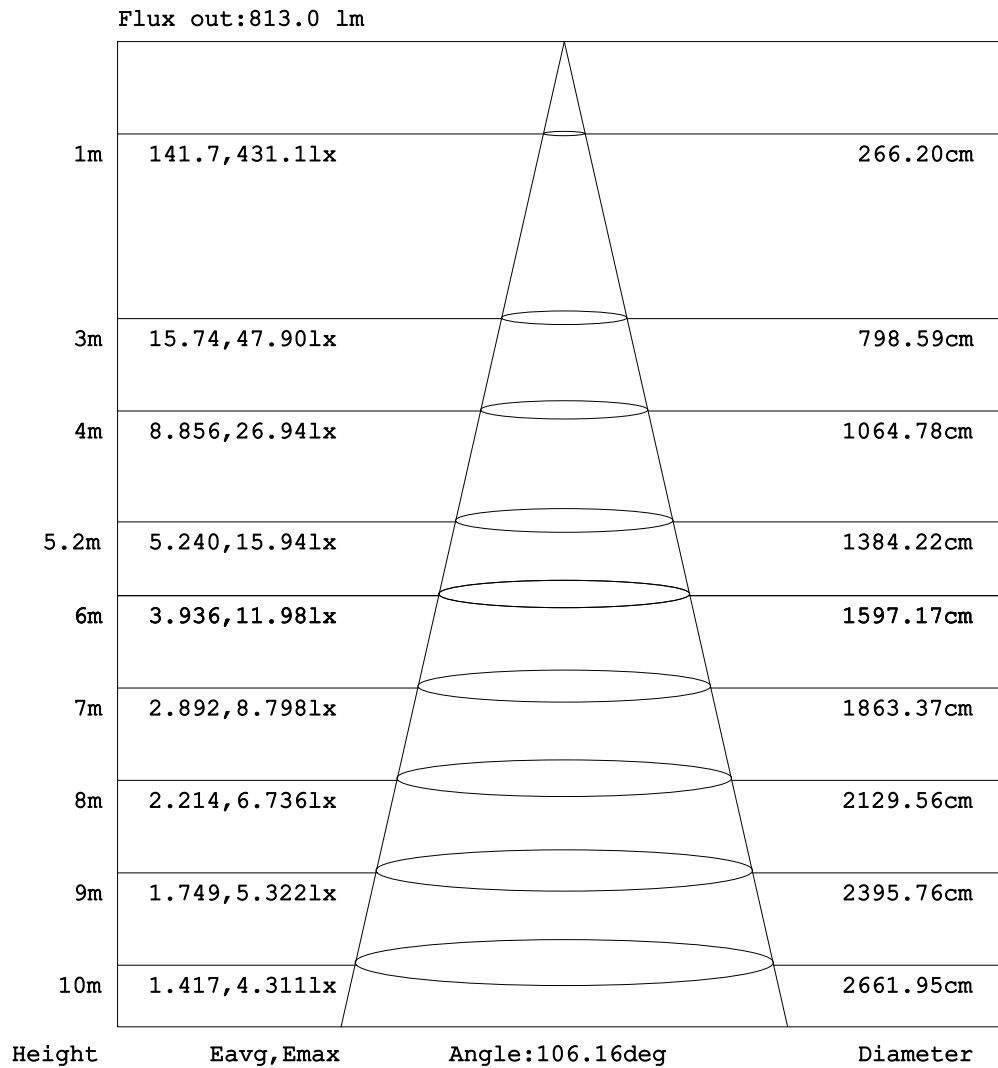 Flux out:813.0 lm
1m 141.7,431.1lx 266.20cm
3m 15.74,47.90lx 798.59cm
4m 8.856,26.94lx 1064.78cm
5.2m 5.240,15.94lx 1384.22cm
6m 3.936,11.98lx 1597.17cm
7m 2.892,8.798lx 1863.37cm
8m 2.214,6.736lx 2129.56cm
9m 1.749,5.322lx 2395.76cm
10m 1.417,4.311lx 2661.95cm
Height Eavg,Emax Angle:106.16deg Diameter